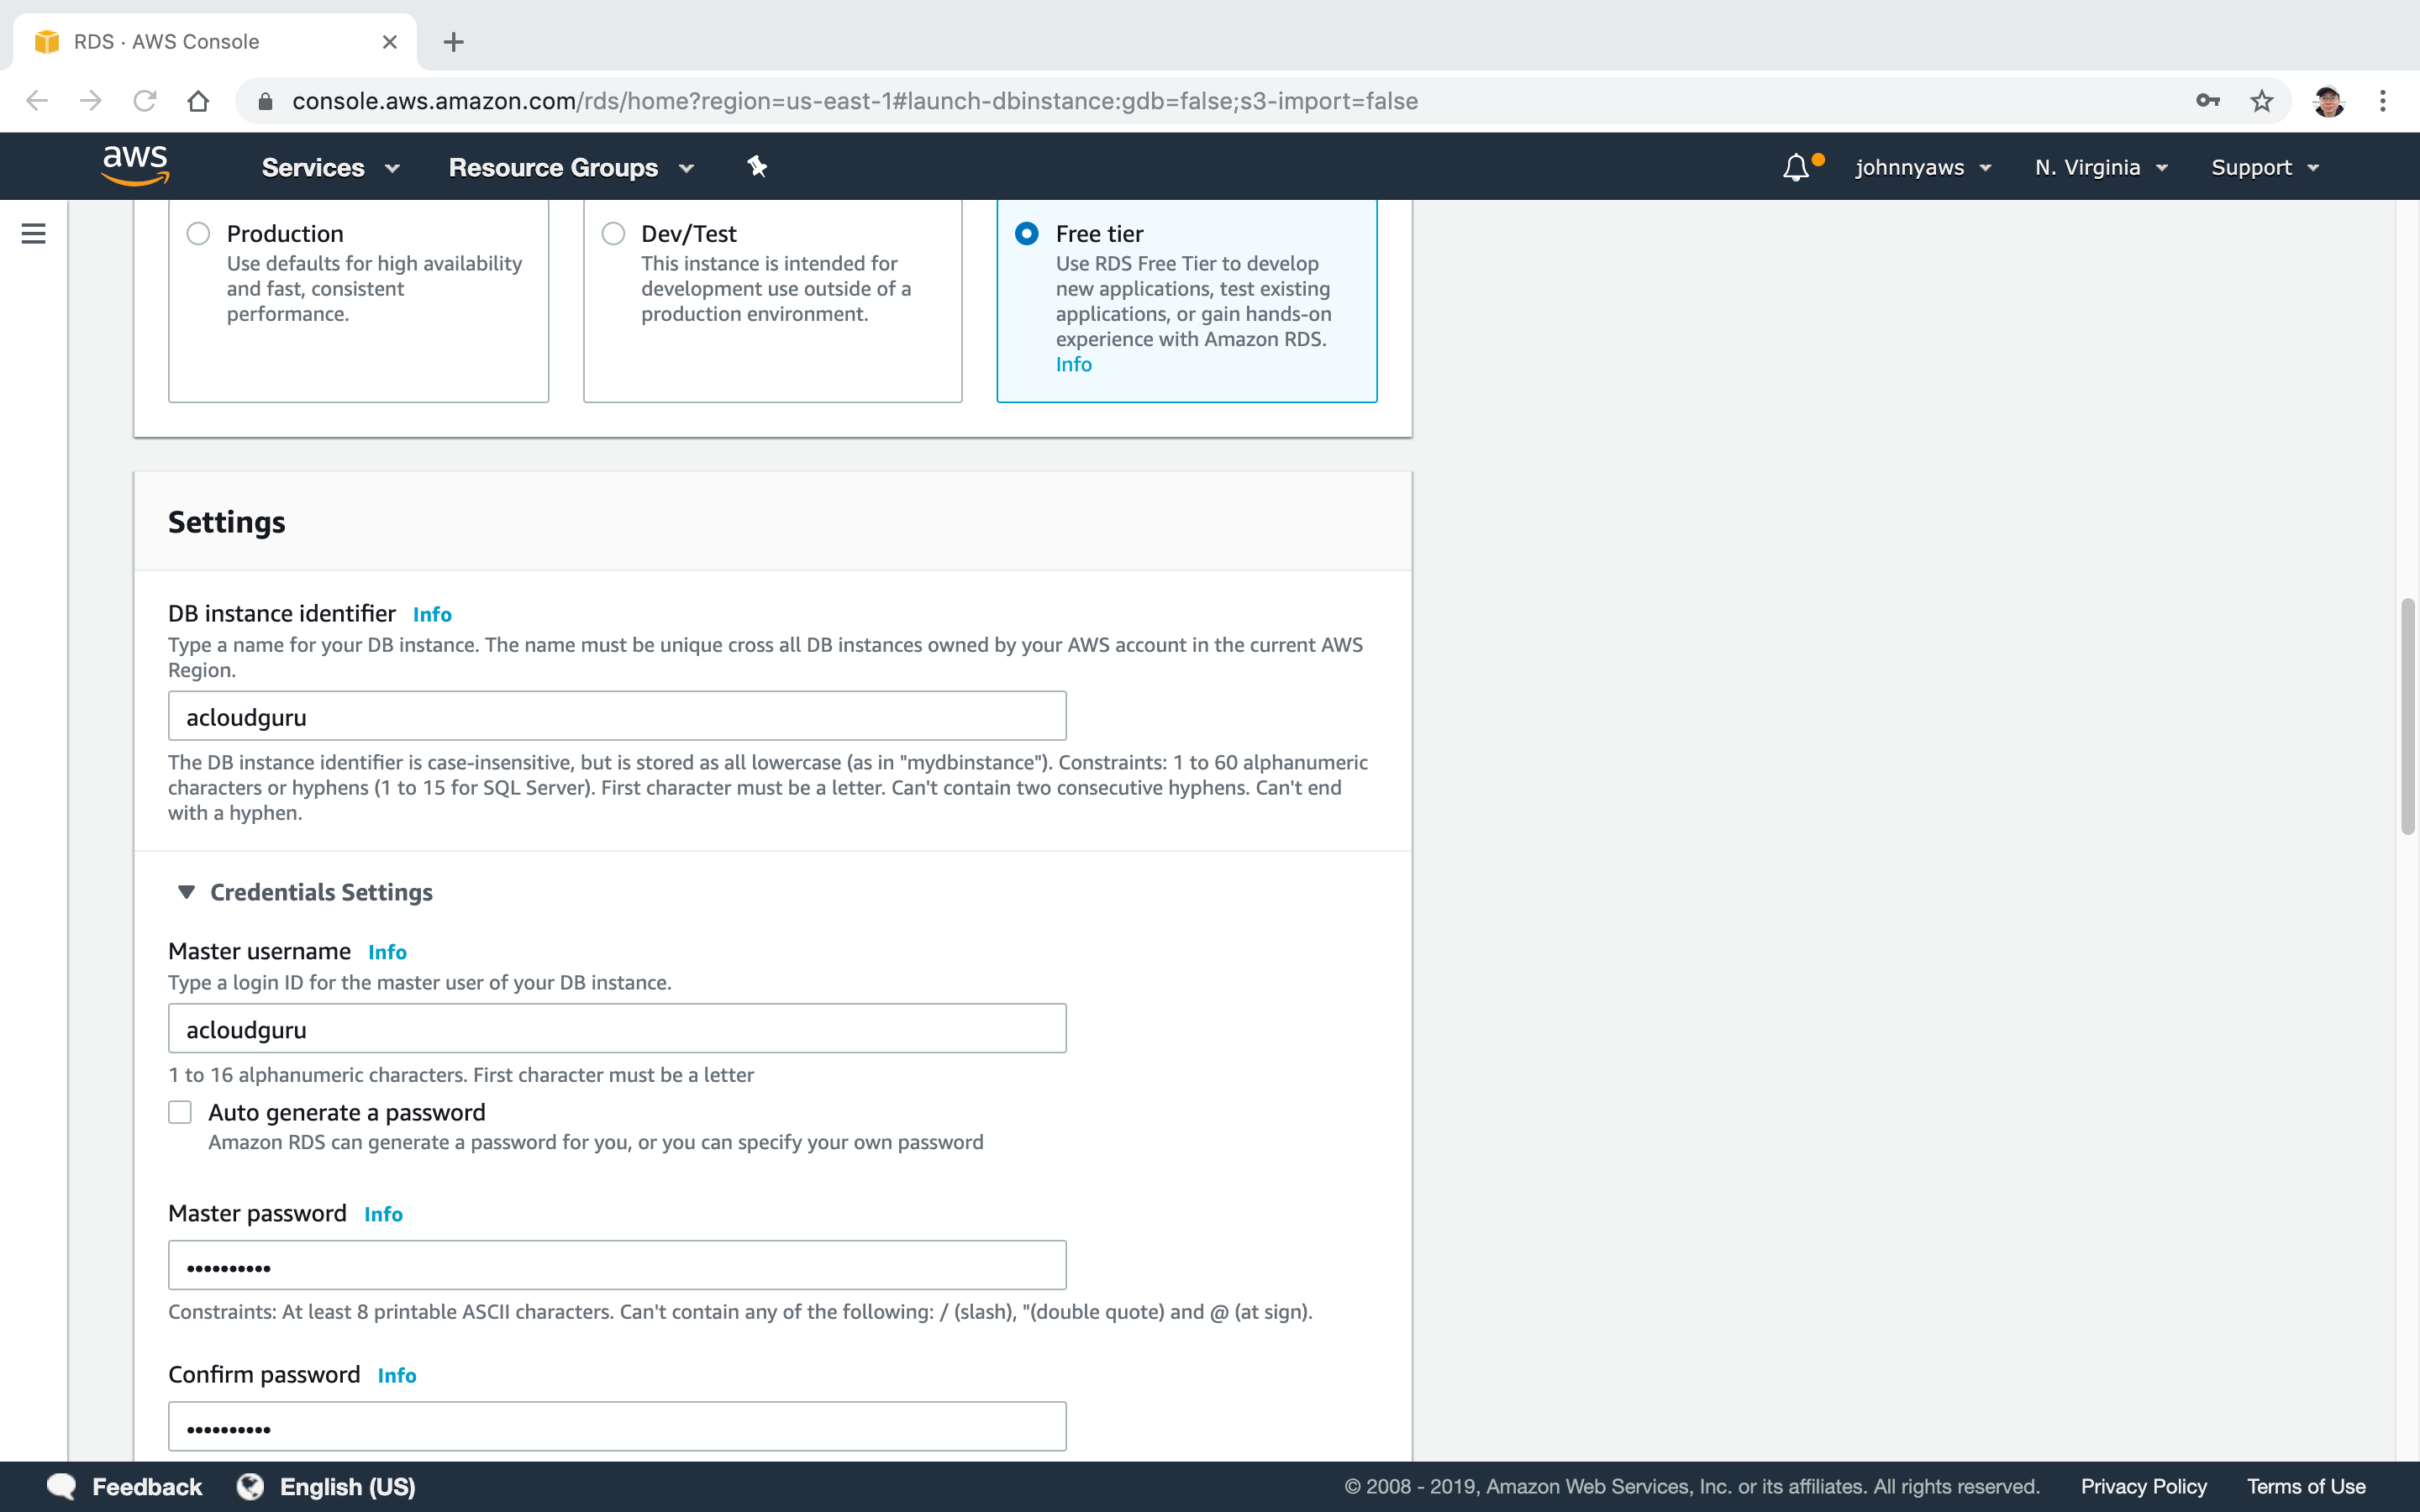 RDS · AWS Console
console.aws.amazon.com/rds/home?region=us-east-1#launch-dbinstance:gdb=false;s3-import=false
aws
Services
Resource Groups
johnnyaws
N. Virginia
Support
Production
Use defaults for high availability
and fast, consistent
performance.
Dev/Test
This instance is intended for
development use outside of a
production environment.
Free tier
Use RDS Free Tier to develop
new applications, test existing
applications, or gain hands-on
experience with Amazon RDS.
Info
Settings
DB instance identifier Info
Type a name for your DB instance. The name must be unique cross all DB instances owned by your AWS account in the current AWS
Region.
acloudguru
The DB instance identifier is case-insensitive, but is stored as all lowercase (as in "mydbinstance"). Constraints: 1 to 60 alphanumeric
characters or hyphens (1 to 15 for SQL Server). First character must be a letter. Can't contain two consecutive hyphens. Can't end
with a hyphen.
Credentials Settings
Master username Info
Type a login ID for the master user of your DB instance.
acloudguru
1 to 16 alphanumeric characters. First character must be a letter
Auto generate a password
Amazon RDS can generate a password for you, or you can specify your own password
Master password Info
••••••••••
Constraints: At least 8 printable ASCII characters. Can't contain any of the following: / (slash), "(double quote) and @ (at sign).
Confirm password Info
••••••••••
Feedback
English (US)
© 2008 - 2019, Amazon Web Services, Inc. or its affiliates. All rights reserved.
Privacy Policy
Terms of Use